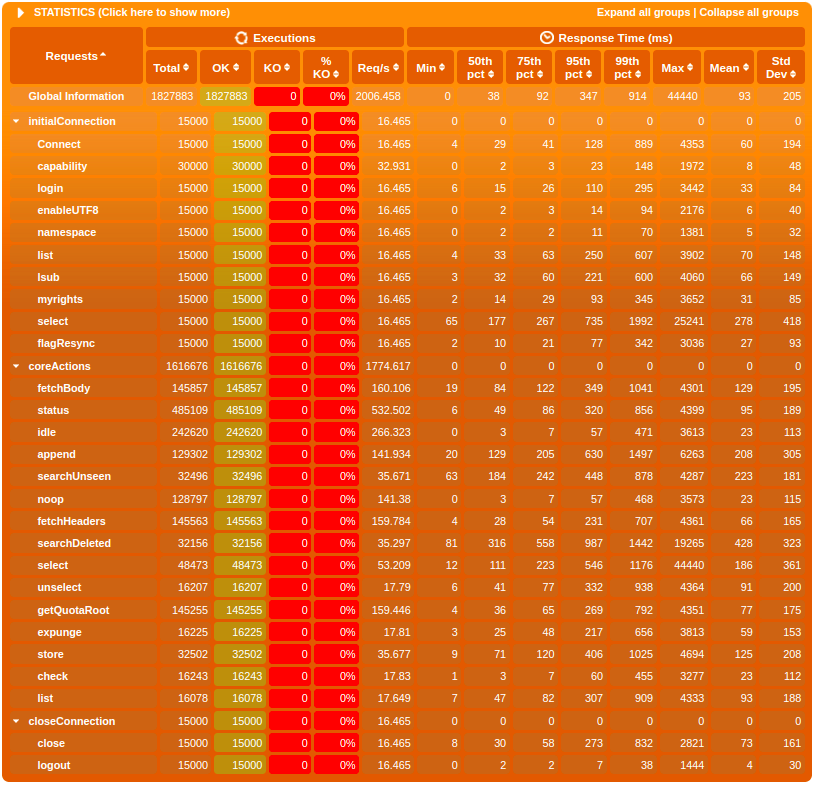 STATISTICS (Click here to show more) Expand all groups | Collapse all groups
Requests Executions Response Time (ms)
Total OK KO % KO Req/s Min 50th pct 75th pct 95th pct 99th pct Max Mean Std Dev
Global Information 1827883 1827883 0 0% 2006.458 0 38 92 347 914 44440 93 205
initialConnection 15000 15000 0 0% 16.465 0 0 0 0 0 0 0 0
Connect 15000 15000 0 0% 16.465 4 29 41 128 889 4353 60 194
capability 30000 30000 0 0% 32.931 0 2 3 23 148 1972 8 48
login 15000 15000 0 0% 16.465 6 15 26 110 295 3442 33 84
enableUTF8 15000 15000 0 0% 16.465 0 2 3 14 94 2176 6 40
namespace 15000 15000 0 0% 16.465 0 2 2 11 70 1381 5 32
list 15000 15000 0 0% 16.465 4 33 63 250 607 3902 70 148
lsub 15000 15000 0 0% 16.465 3 32 60 221 600 4060 66 149
myrights 15000 15000 0 0% 16.465 2 14 29 93 345 3652 31 85
select 15000 15000 0 0% 16.465 65 177 267 735 1992 25241 278 418
flagResync 15000 15000 0 0% 16.465 2 10 21 77 342 3036 27 93
coreActions 1616676 1616676 0 0% 1774.617 0 0 0 0 0 0 0 0
fetchBody 145857 145857 0 0% 160.106 19 84 122 349 1041 4301 129 195
status 485109 485109 0 0% 532.502 6 49 86 320 856 4399 95 189
idle 242620 242620 0 0% 266.323 0 3 7 57 471 3613 23 113
append 129302 129302 0 0% 141.934 20 129 205 630 1497 6263 208 305
searchUnseen 32496 32496 0 0% 35.671 63 184 242 448 878 4287 223 181
noop 128797 128797 0 0% 141.38 0 3 7 57 468 3573 23 115
fetchHeaders 145563 145563 0 0% 159.784 4 28 54 231 707 4361 66 165
searchDeleted 32156 32156 0 0% 35.297 81 316 558 987 1442 19265 428 323
select 48473 48473 0 0% 53.209 12 111 223 546 1176 44440 186 361
unselect 16207 16207 0 0% 17.79 6 41 77 332 938 4364 91 200
getQuotaRoot 145255 145255 0 0% 159.446 4 36 65 269 792 4351 77 175
expunge 16225 16225 0 0% 17.81 3 25 48 217 656 3813 59 153
store 32502 32502 0 0% 35.677 9 71 120 406 1025 4694 125 208
check 16243 16243 0 0% 17.83 1 3 7 60 455 3277 23 112
list 16078 16078 0 0% 17.649 7 47 82 307 909 4333 93 188
closeConnection 15000 15000 0 0% 16.465 0 0 0 0 0 0 0 0
close 15000 15000 0 0% 16.465 8 30 58 273 832 2821 73 161
logout 15000 15000 0 0% 16.465 0 2 2 7 38 1444 4 30